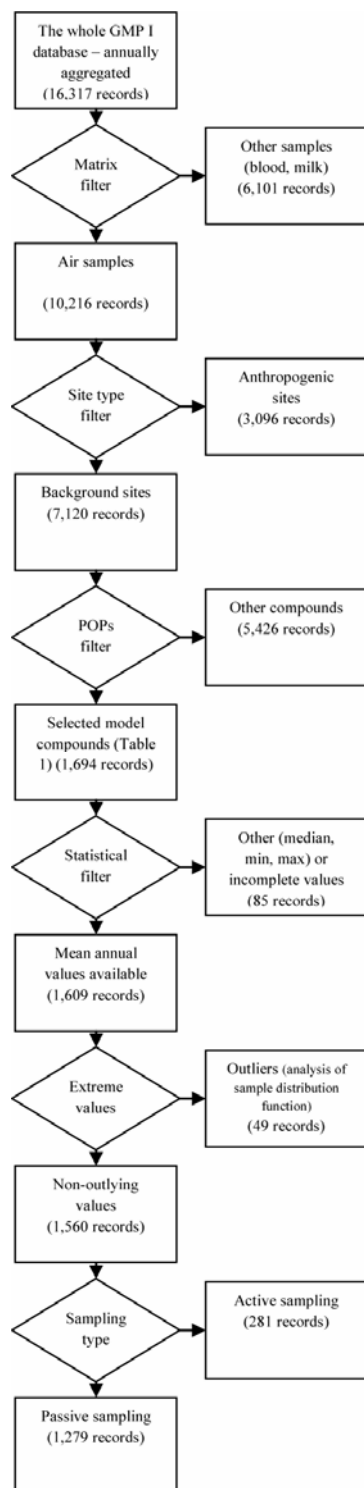 The whole GMP I
database – annually
aggregated
(16,317 records)
Matrix
filter
Other samples
(blood, milk)
(6,101 records)
Air samples
(10,216 records)
Site type
filter
Anthropogenic
sites
(3,096 records)
Background sites
(7,120 records)
POPs
filter
Other compounds
(5,426 records)
Selected model
compounds (Table
1) (1,694 records)
Statistical
filter
Other (median,
min, max) or
incomplete values
(85 records)
Mean annual
values available
(1,609 records)
Extreme
values
Outliers (analysis of
sample distribution
function)
(49 records)
Non-outlying
values
(1,560 records)
Sampling
type
Active sampling
(281 records)
Passive sampling
(1,279 records)